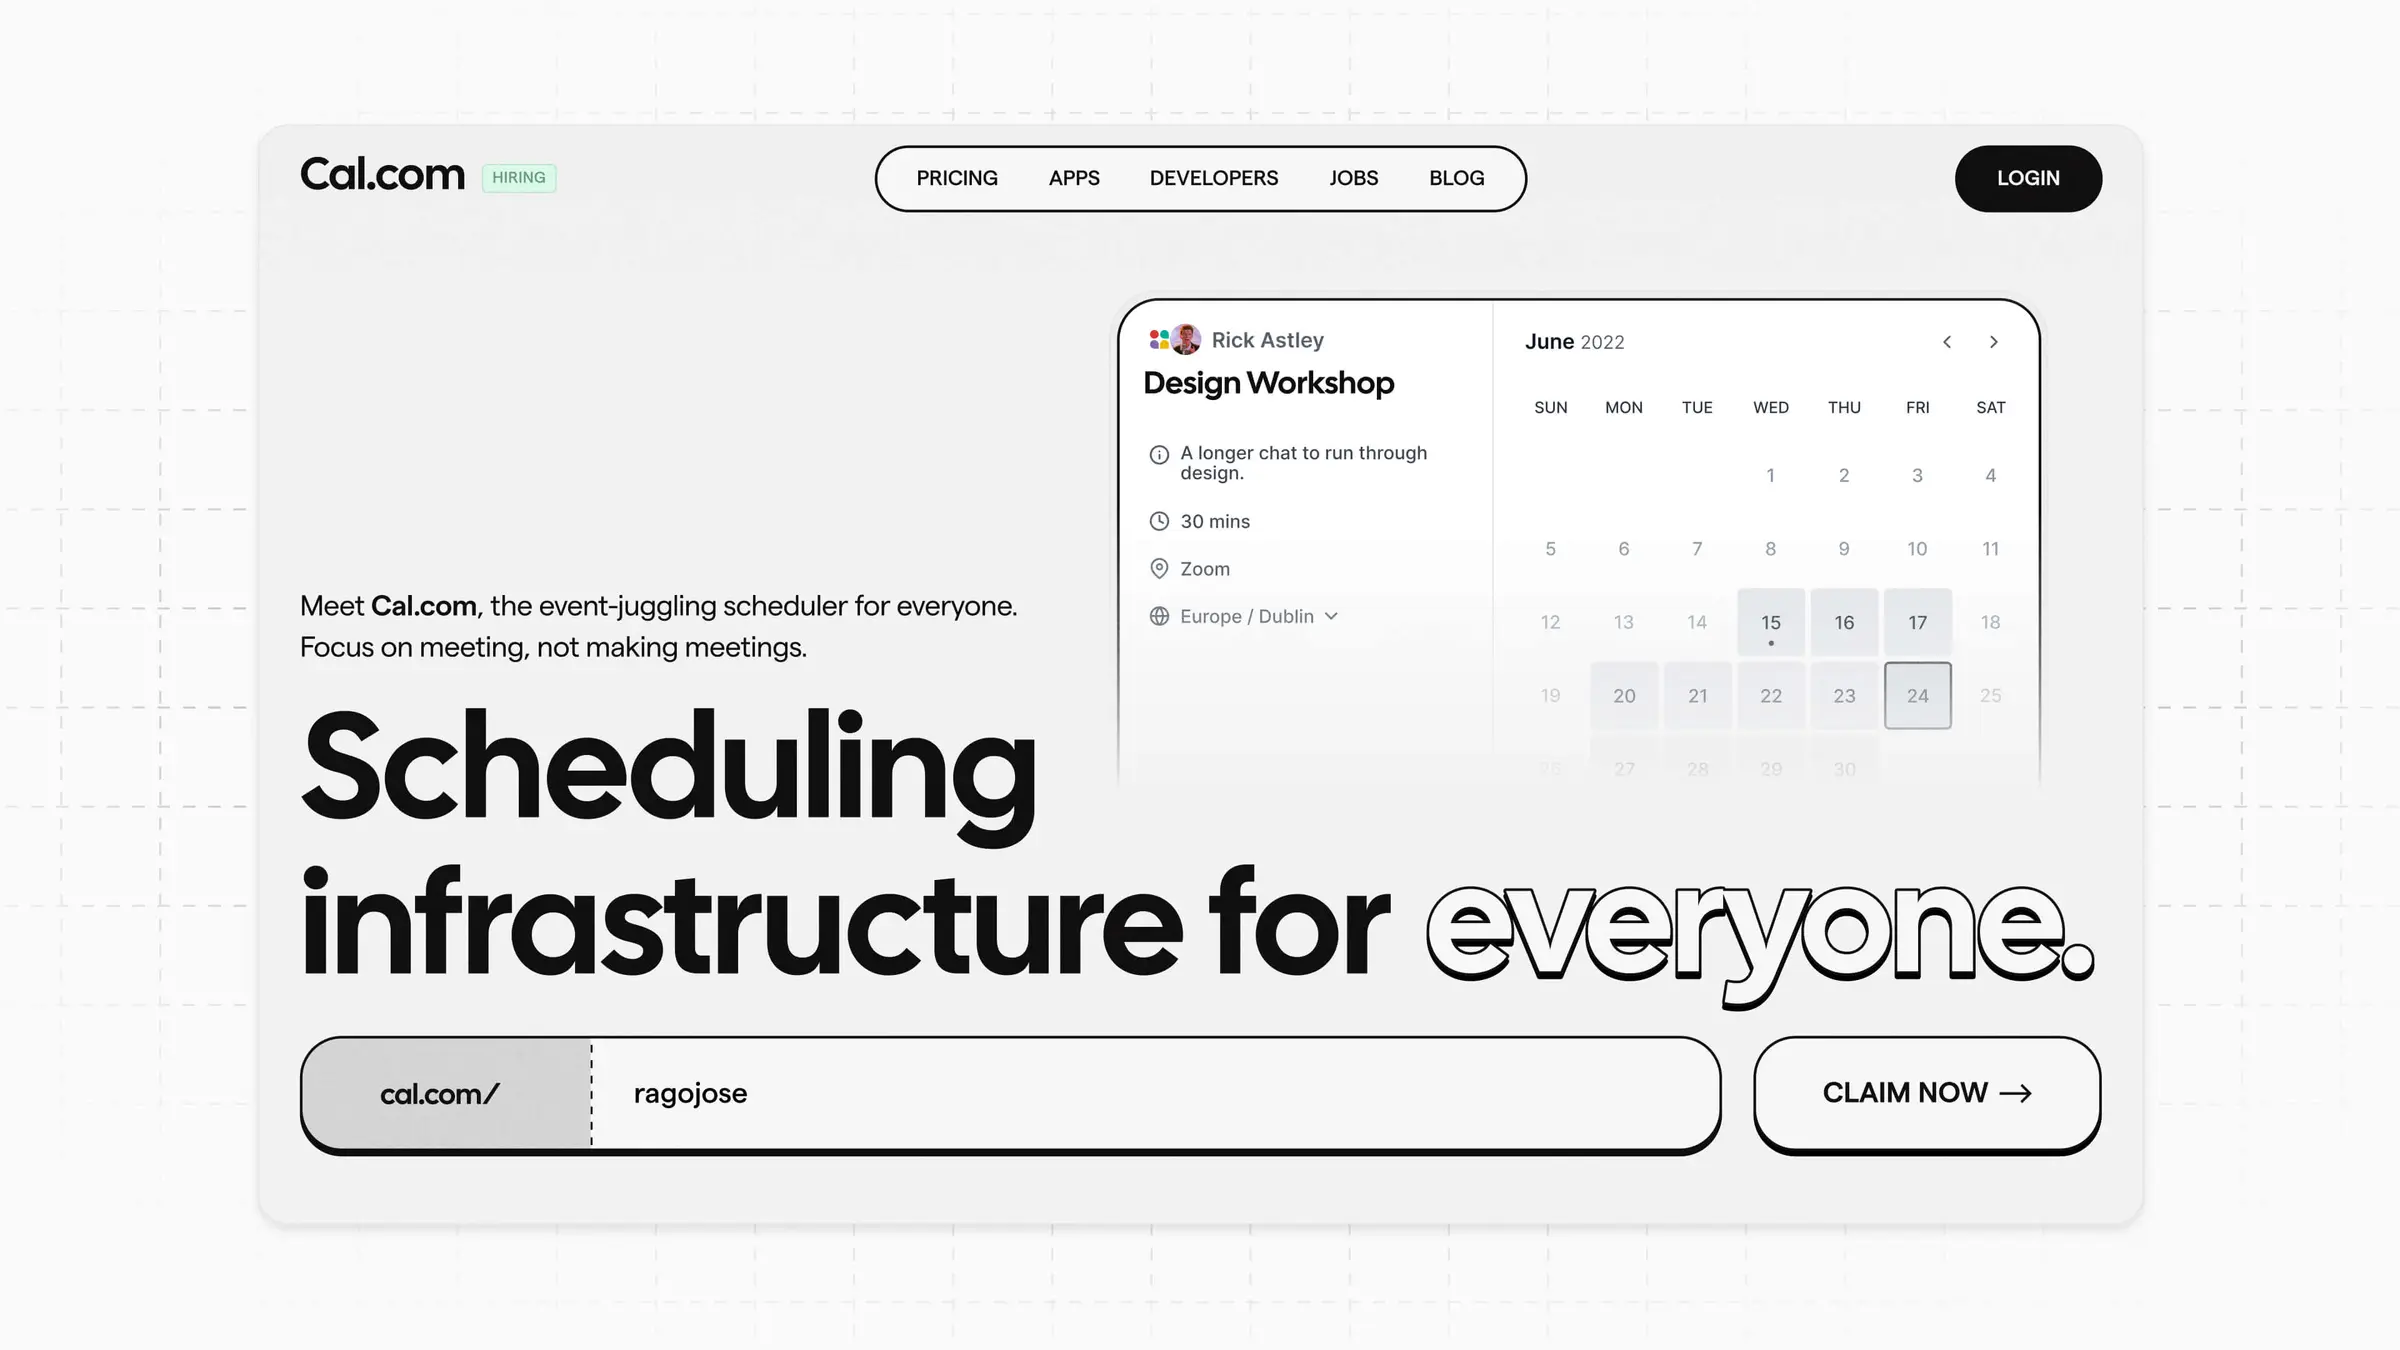 Cal.com HIRING
PRICING APPS DEVELOPERS JOBS BLOG
LOGIN
Rick Astley
Design Workshop
A longer chat to run through
design.
30 mins
Zoom
Europe / Dublin
June 2022
SUN MON TUE WED THU FRI SAT
1 2 3 4
5 6 7 8 9 10 11
12 13 14 15 16 17 18
19 20 21 22 23 24 25
26 27 28 29 30
Meet Cal.com, the event-juggling scheduler for everyone.
Focus on meeting, not making meetings.
Scheduling
infrastructure for everyone.
cal.com/ ragojose
CLAIM NOW →